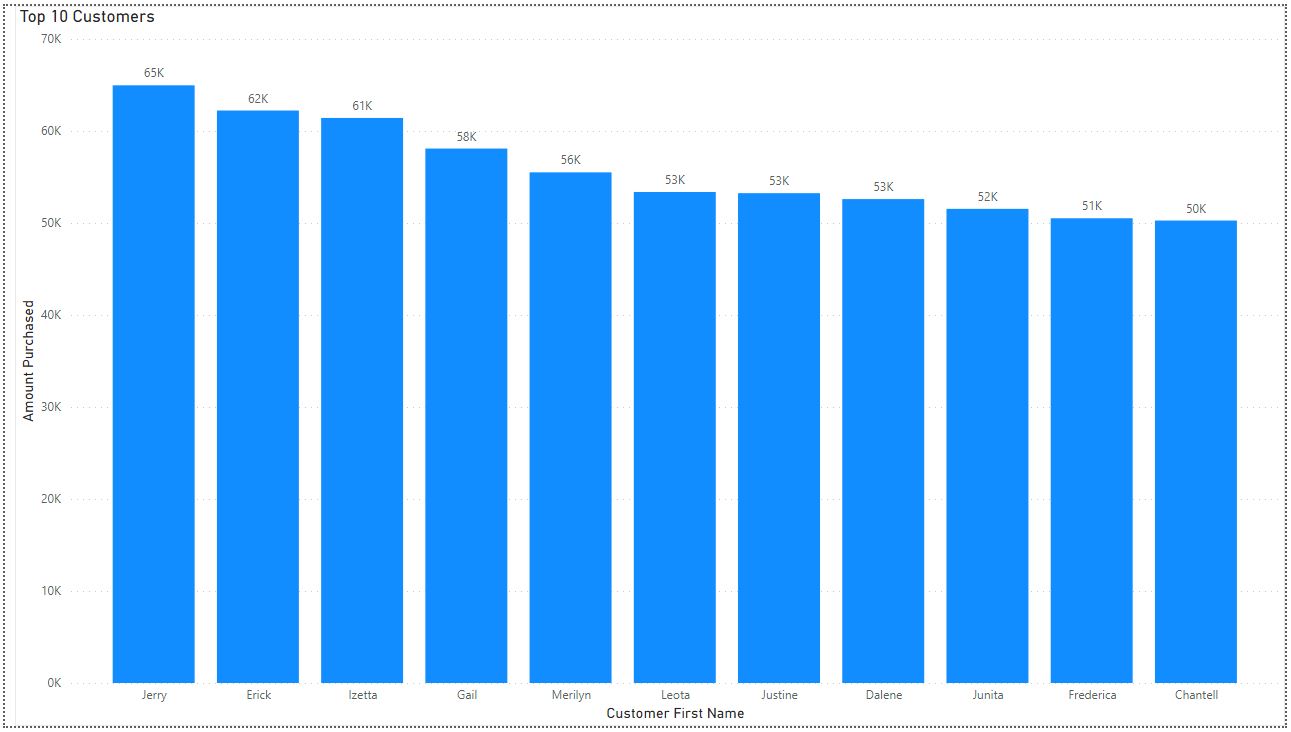 Top 10 Customers
70K
60K
50K
40K
30K
20K
10K
0K
Amount Purchased
65K
62K
61K
58K
56K
53K
53K
53K
52K
51K
50K
Jerry
Erick
Izetta
Gail
Merilyn
Leota
Justine
Dalene
Junita
Frederica
Chantell
Customer First Name